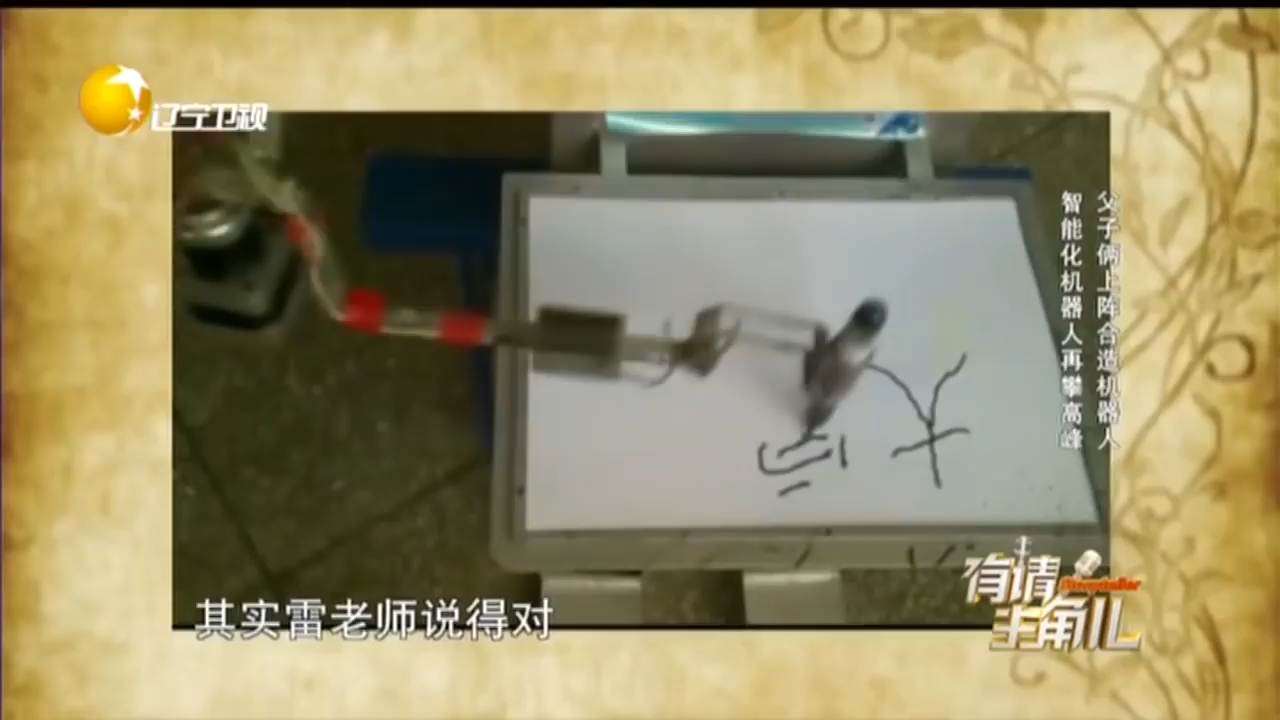 辽宁卫视
父子俩上阵合造机器人
智能化机器人再攀高峰
其实雷老师说得对
有请
主角儿